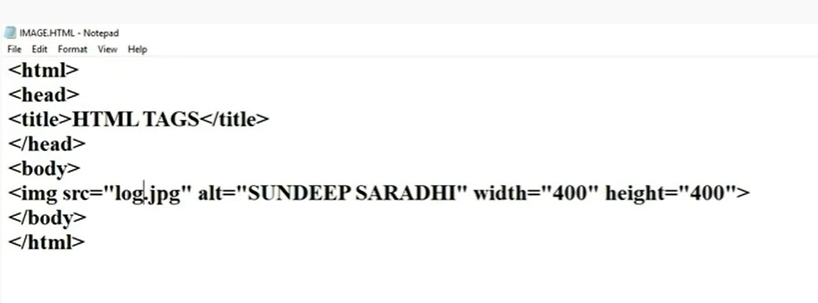 IMAGE.HTML - Notepad
File Edit Format View Help
<html>
<head>
<title>HTML TAGS</title>
</head>
<body>
<img src="log.jpg" alt="SUNDEEP SARADHI" width="400" height="400">
</body>
</html>